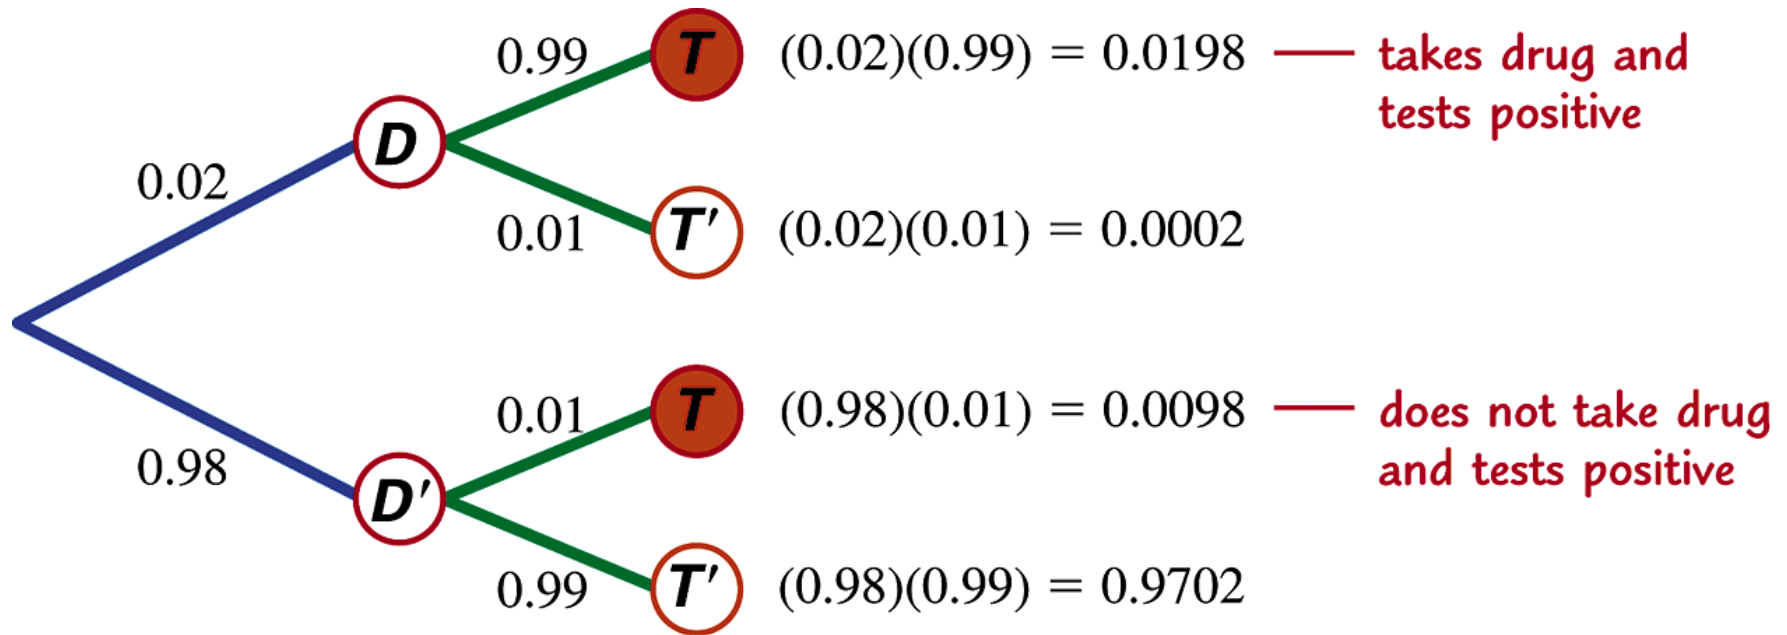 0.99 T (0.02)(0.99) = 0.0198 takes drug and
tests positive
D
0.02
0.01 T′ (0.02)(0.01) = 0.0002
0.01 T (0.98)(0.01) = 0.0098 does not take drug
and tests positive
0.98
D′
0.99 T′ (0.98)(0.99) = 0.9702